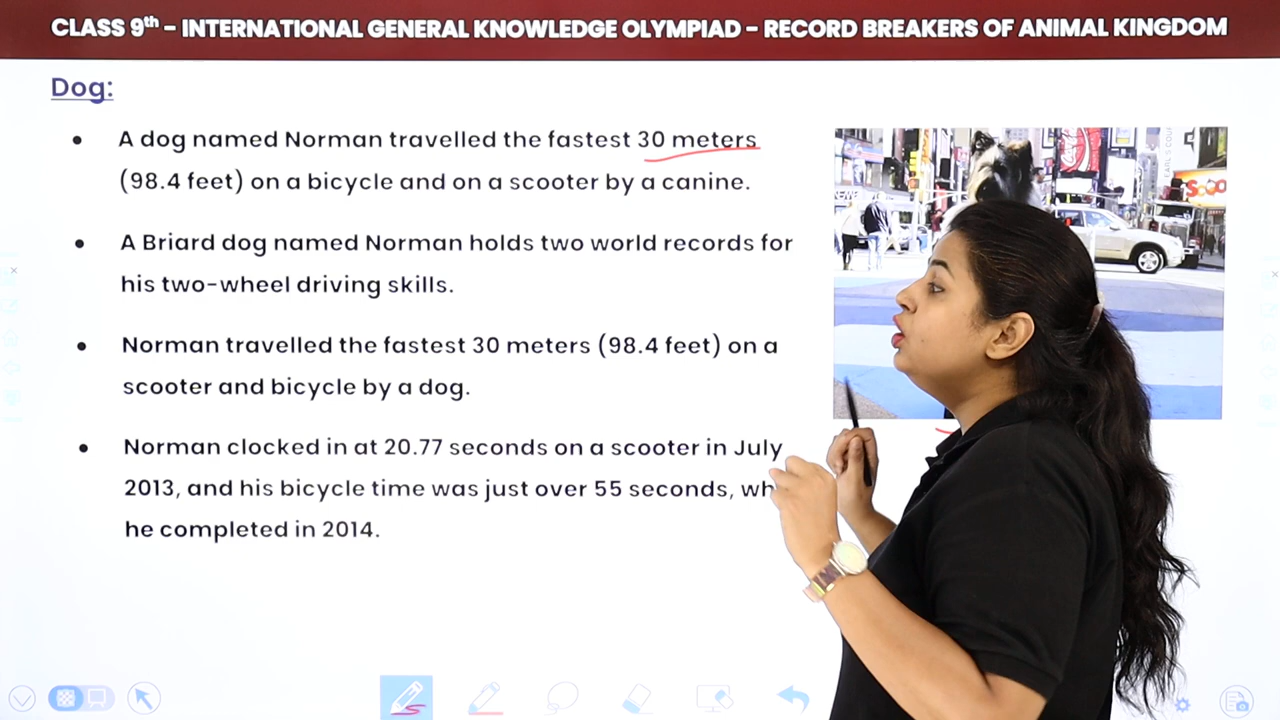 CLASS 9th - INTERNATIONAL GENERAL KNOWLEDGE OLYMPIAD - RECORD BREAKERS OF ANIMAL KINGDOM
Dog:
• A dog named Norman travelled the fastest 30 meters
(98.4 feet) on a bicycle and on a scooter by a canine.
• A Briard dog named Norman holds two world records for
his two-wheel driving skills.
• Norman travelled the fastest 30 meters (98.4 feet) on a
scooter and bicycle by a dog.
• Norman clocked in at 20.77 seconds on a scooter in July
2013, and his bicycle time was just over 55 seconds,
he completed in 2014.
Coca-Cola